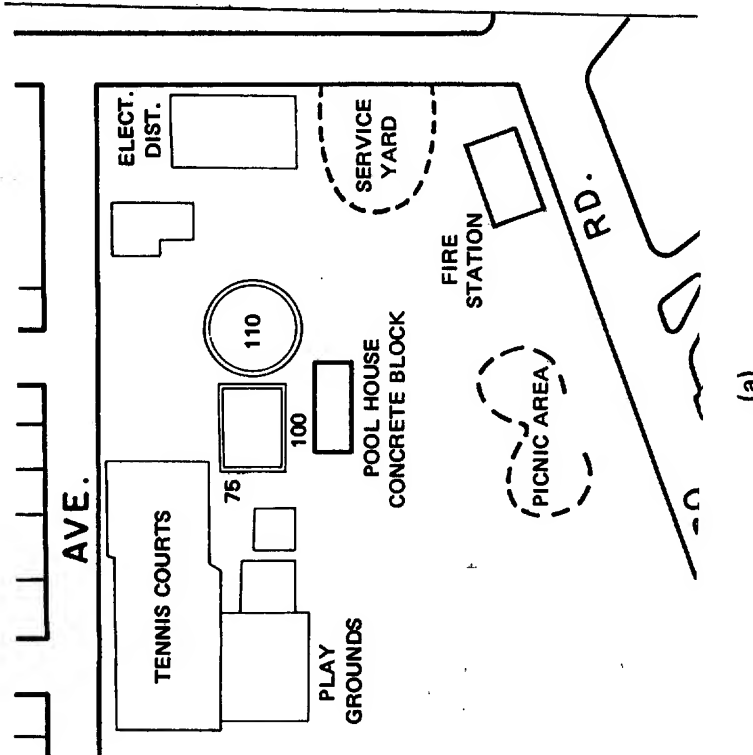 AVE.
TENNIS COURTS
PLAY
GROUNDS
75
100
110
POOL HOUSE
CONCRETE BLOCK
ELECT.
DIST.
SERVICE
YARD
FIRE
STATION
PICNIC AREA
RD.
(a)